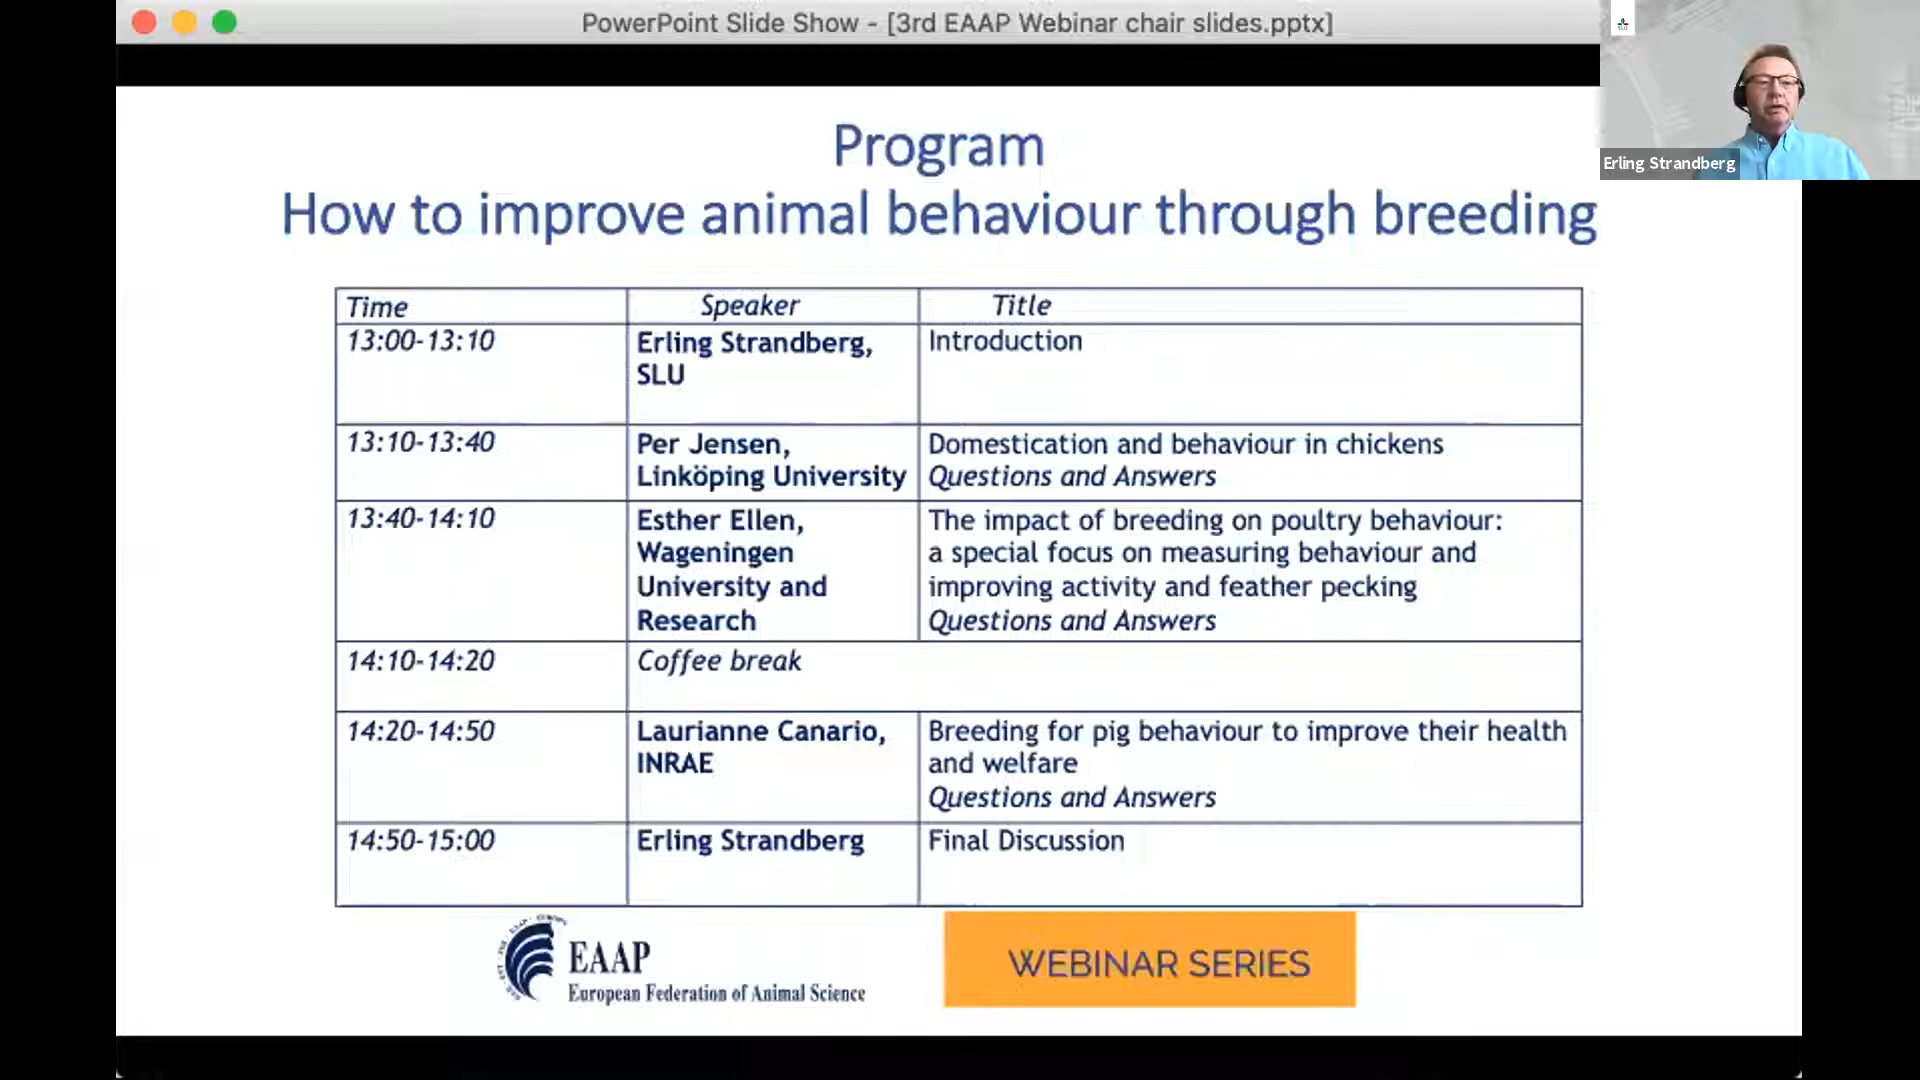 PowerPoint Slide Show - [3rd EAAP Webinar chair slides.pptx]
Erling Strandberg
Program
How to improve animal behaviour through breeding
Time Speaker Title
13:00-13:10 Erling Strandberg, Introduction
SLU
13:10-13:40 Per Jensen, Domestication and behaviour in chickens
Linköping University Questions and Answers
13:40-14:10 Esther Ellen, The impact of breeding on poultry behaviour:
Wageningen a special focus on measuring behaviour and
University and improving activity and feather pecking
Research Questions and Answers
14:10-14:20 Coffee break
14:20-14:50 Laurianne Canario, Breeding for pig behaviour to improve their health
INRAE and welfare
Questions and Answers
14:50-15:00 Erling Strandberg Final Discussion
EAAP
European Federation of Animal Science
WEBINAR SERIES